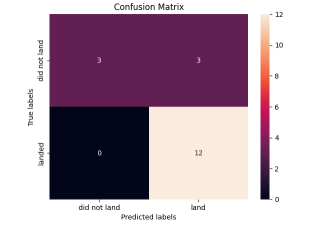 Confusion Matrix
did not land
landed
True labels
3
3
0
12
did not land
land
Predicted labels
12
10
8
6
4
2
0